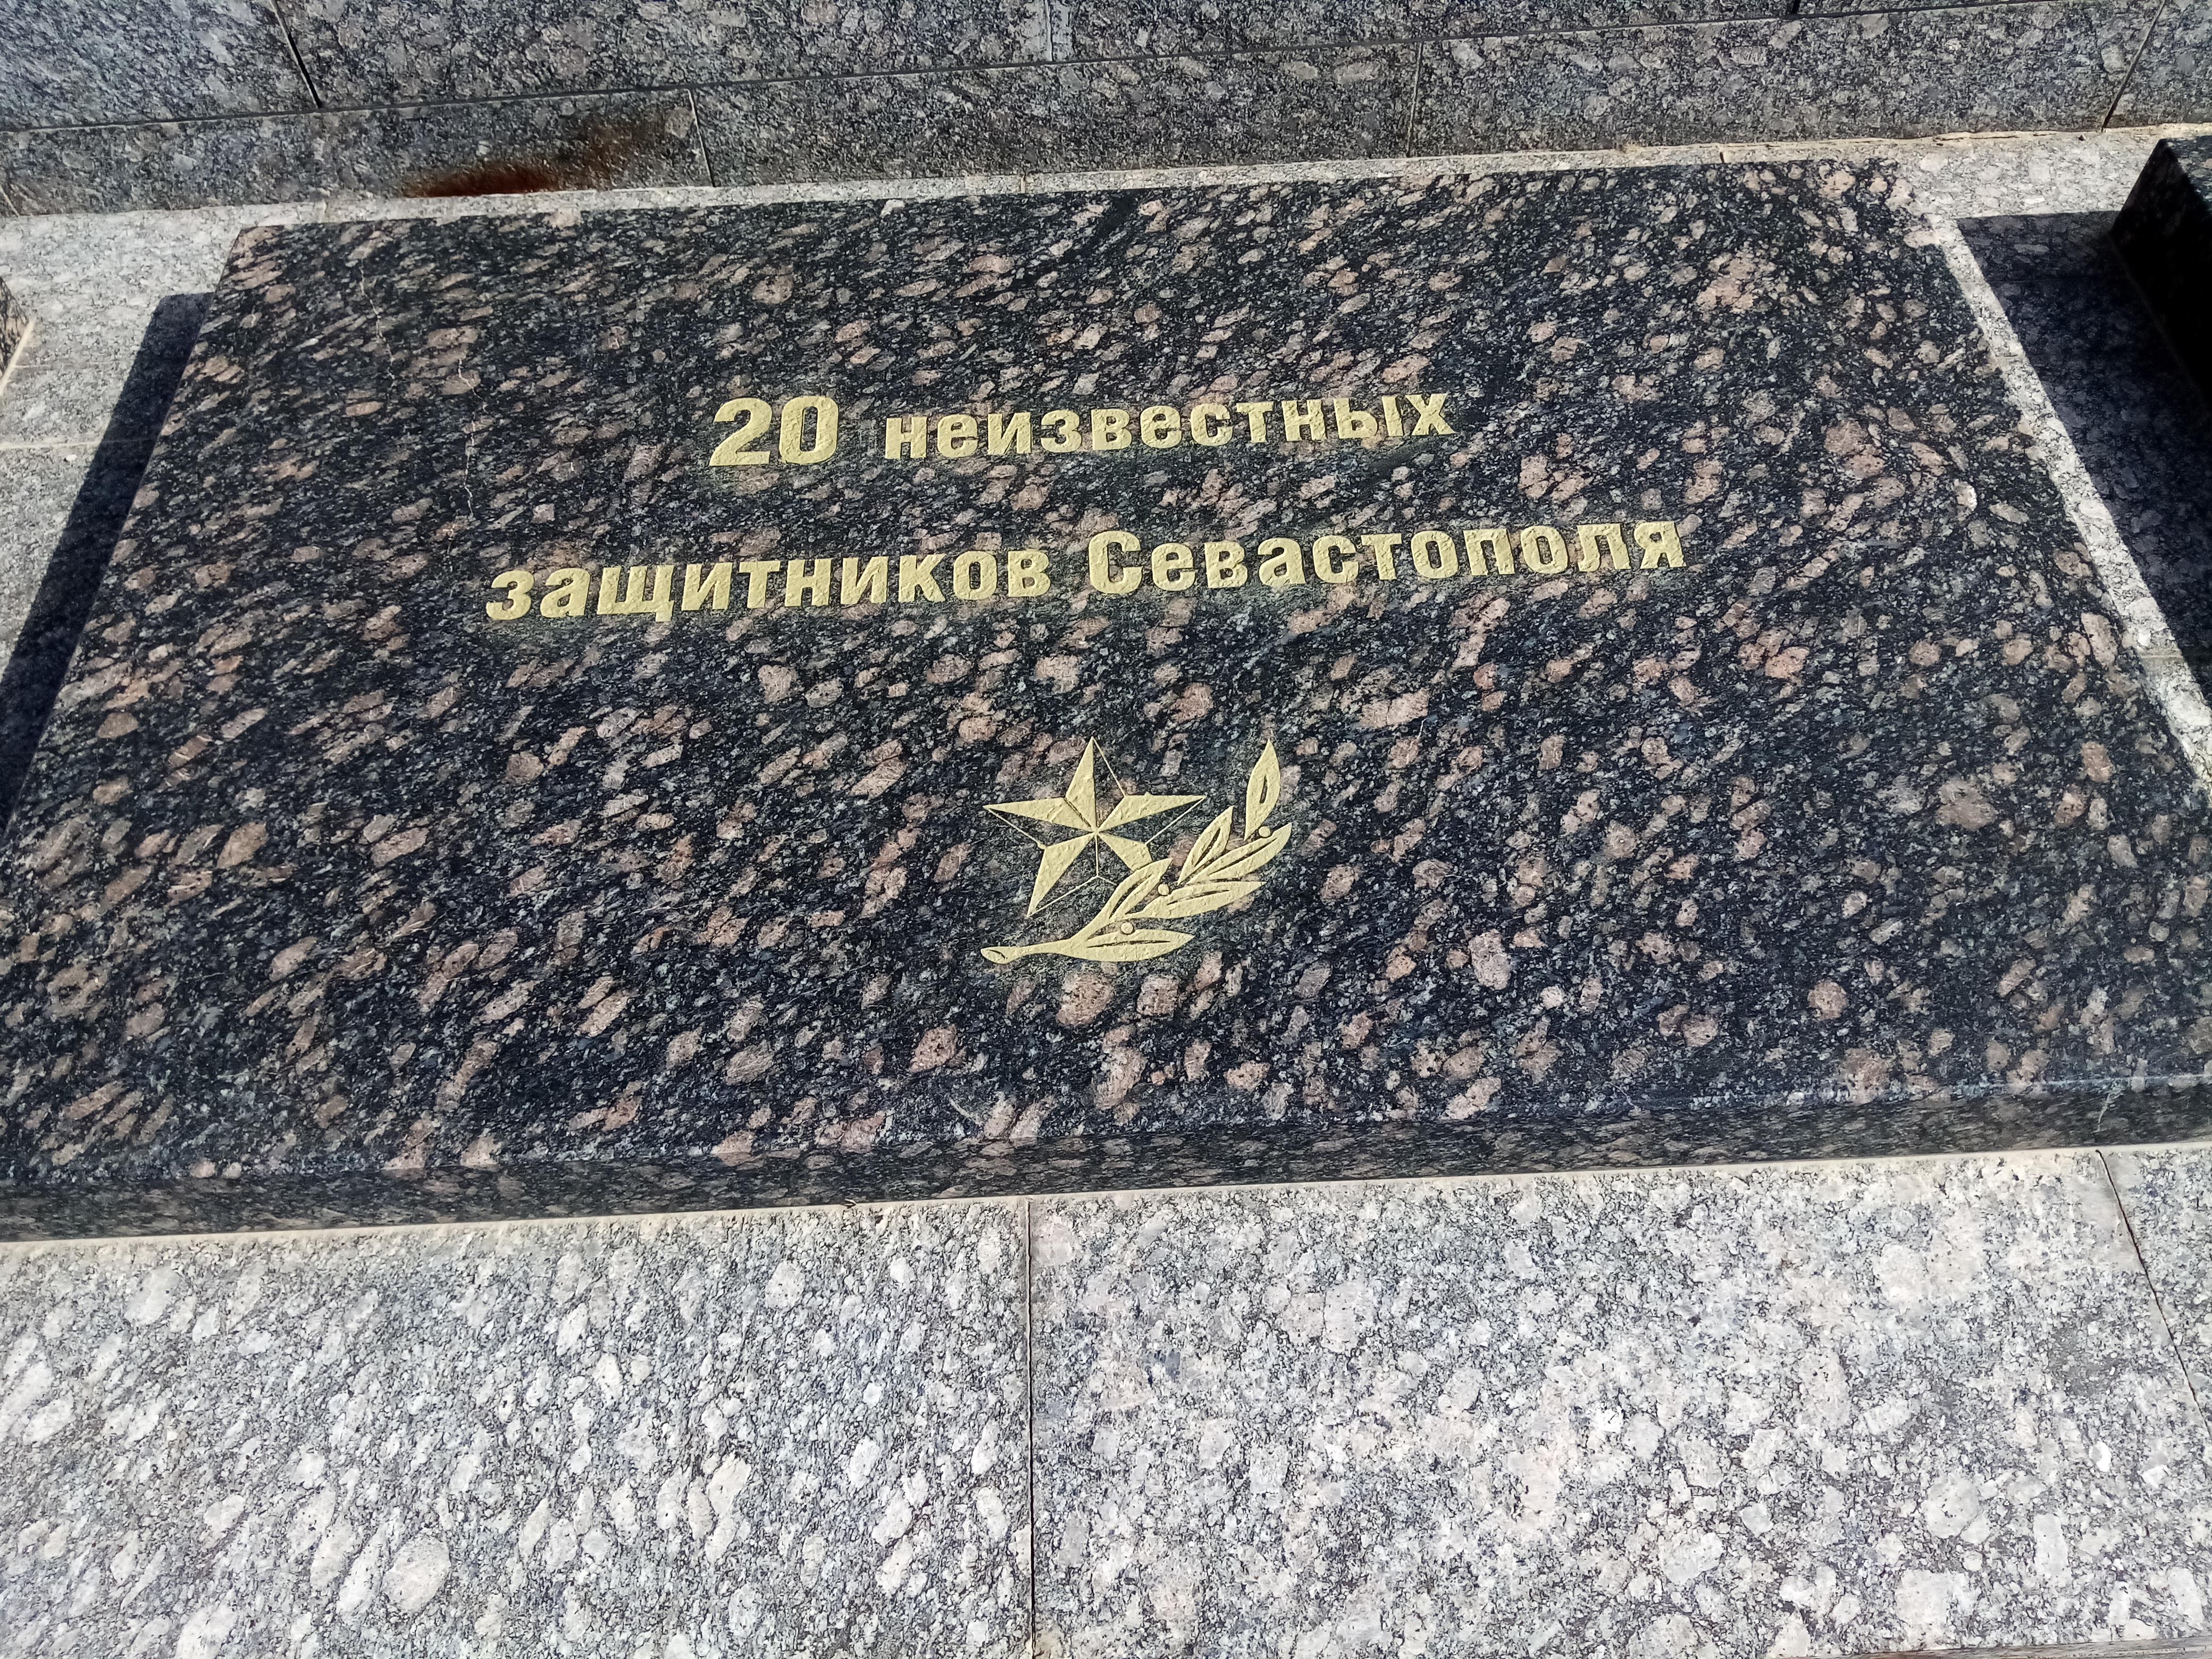 20 неизвестных
защитников Севастополя